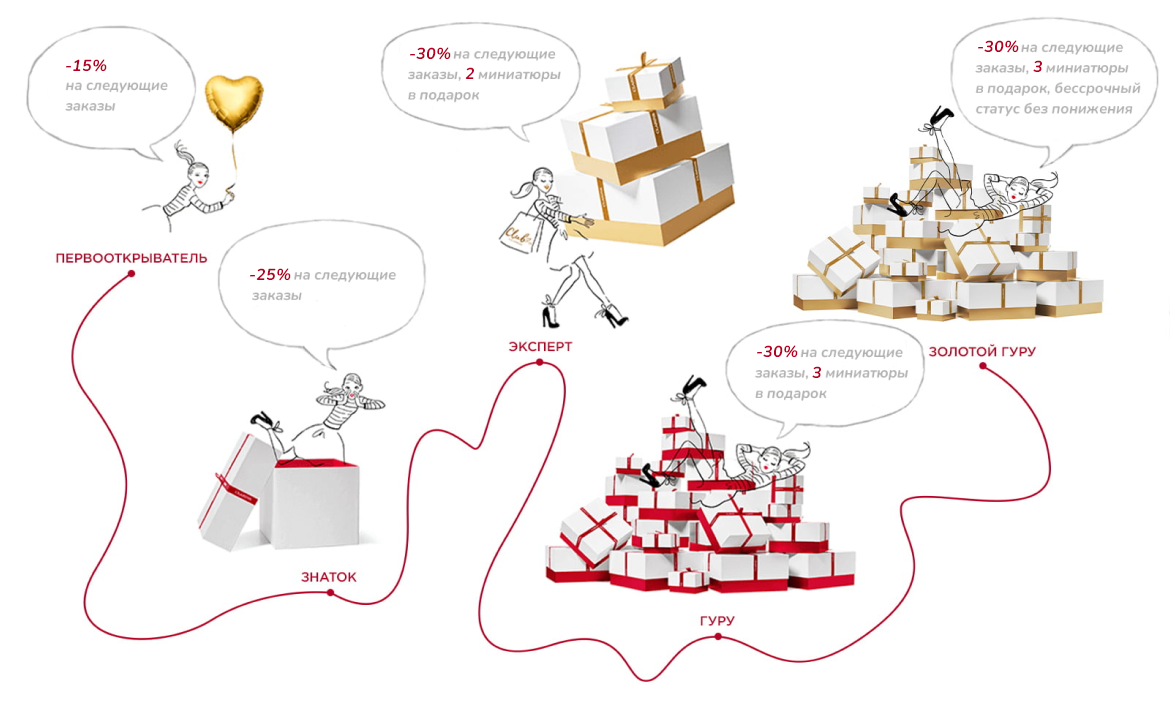 -15%
на следующие
заказы
ПЕРВООТКРЫВАТЕЛЬ
-25% на следующие
заказы
ЗНАТОК
-30% на следующие
заказы, 2 миниатюры
в подарок
ЭКСПЕРТ
-30% на следующие
заказы, 3 миниатюры
в подарок
ГУРУ
-30% на следующие
заказы, 3 миниатюры
в подарок, бессрочный
статус без понижения
ЗОЛОТОЙ ГУРУ